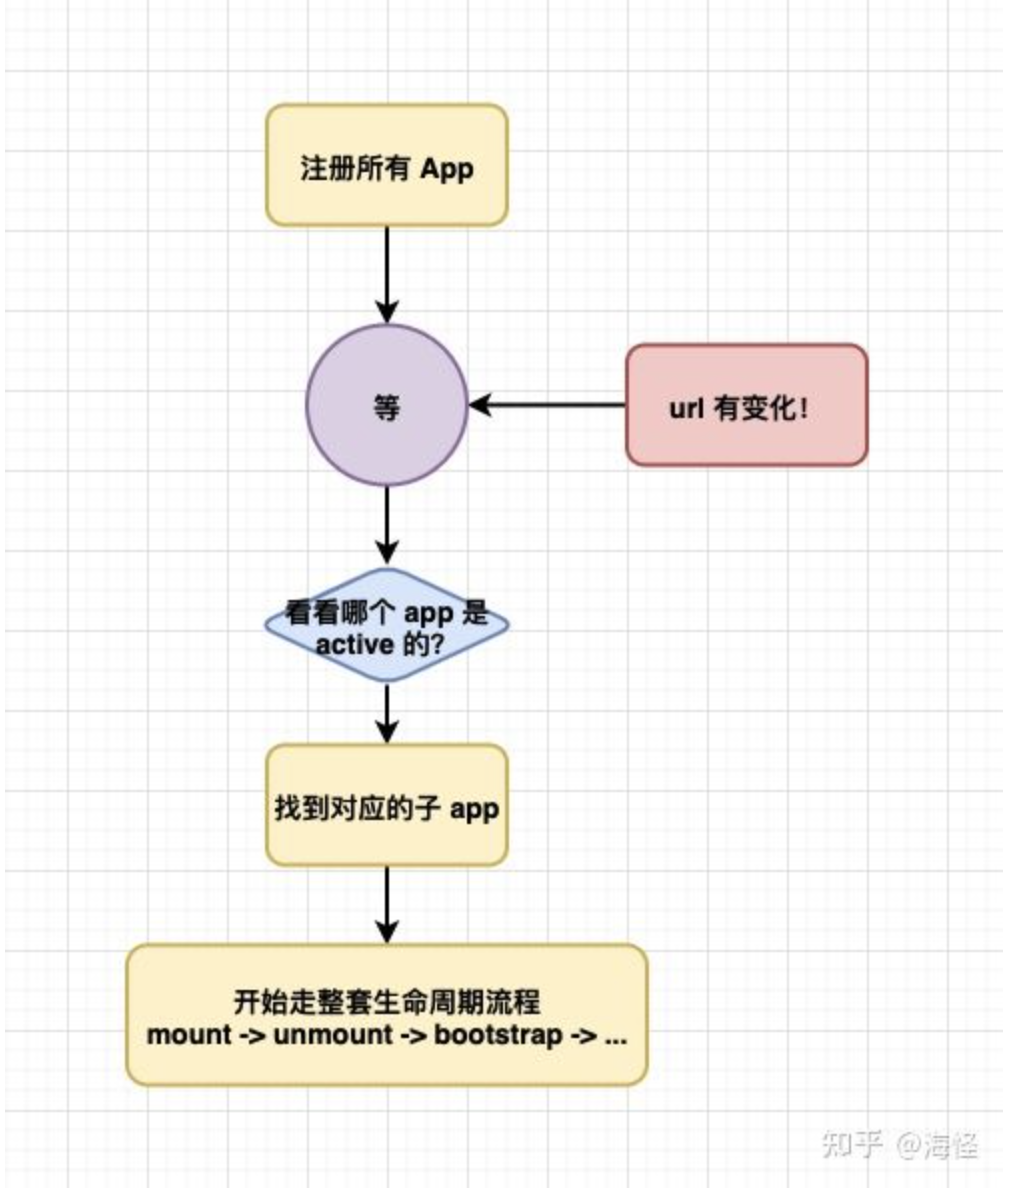 注册所有 App
等
url 有变化！
看看哪个 app 是
active 的？
找到对应的子 app
开始走整套生命周期流程
mount -> unmount -> bootstrap -> ...
知乎 @海怪